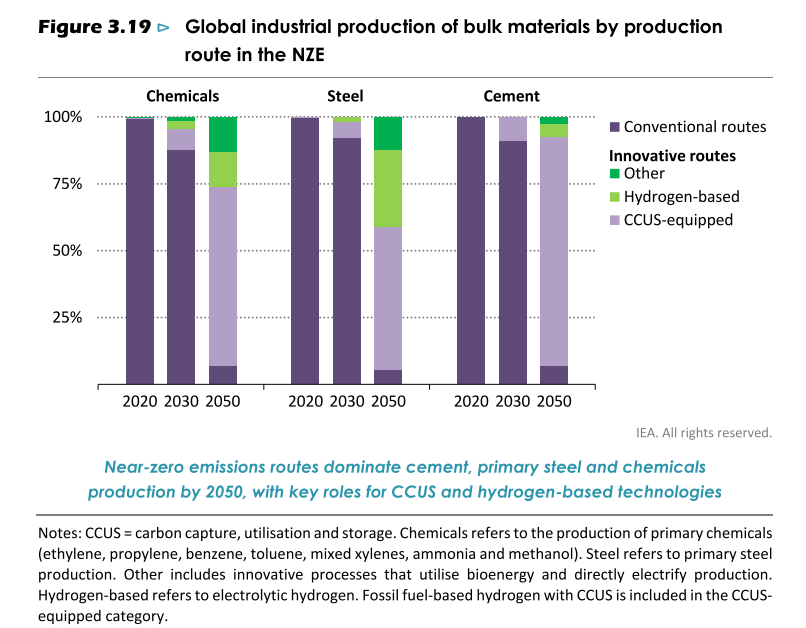 Figure 3.19 ▷ Global industrial production of bulk materials by production
route in the NZE
Chemicals Steel Cement
100%
75%
50%
25%
2020 2030 2050 2020 2030 2050 2020 2030 2050
Conventional routes
Innovative routes
Other
Hydrogen-based
CCUS-equipped
IEA. All rights reserved.
Near-zero emissions routes dominate cement, primary steel and chemicals
production by 2050, with key roles for CCUS and hydrogen-based technologies
Notes: CCUS = carbon capture, utilisation and storage. Chemicals refers to the production of primary chemicals
(ethylene, propylene, benzene, toluene, mixed xylenes, ammonia and methanol). Steel refers to primary steel
production. Other includes innovative processes that utilise bioenergy and directly electrify production.
Hydrogen-based refers to electrolytic hydrogen. Fossil fuel-based hydrogen with CCUS is included in the CCUS-
equipped category.